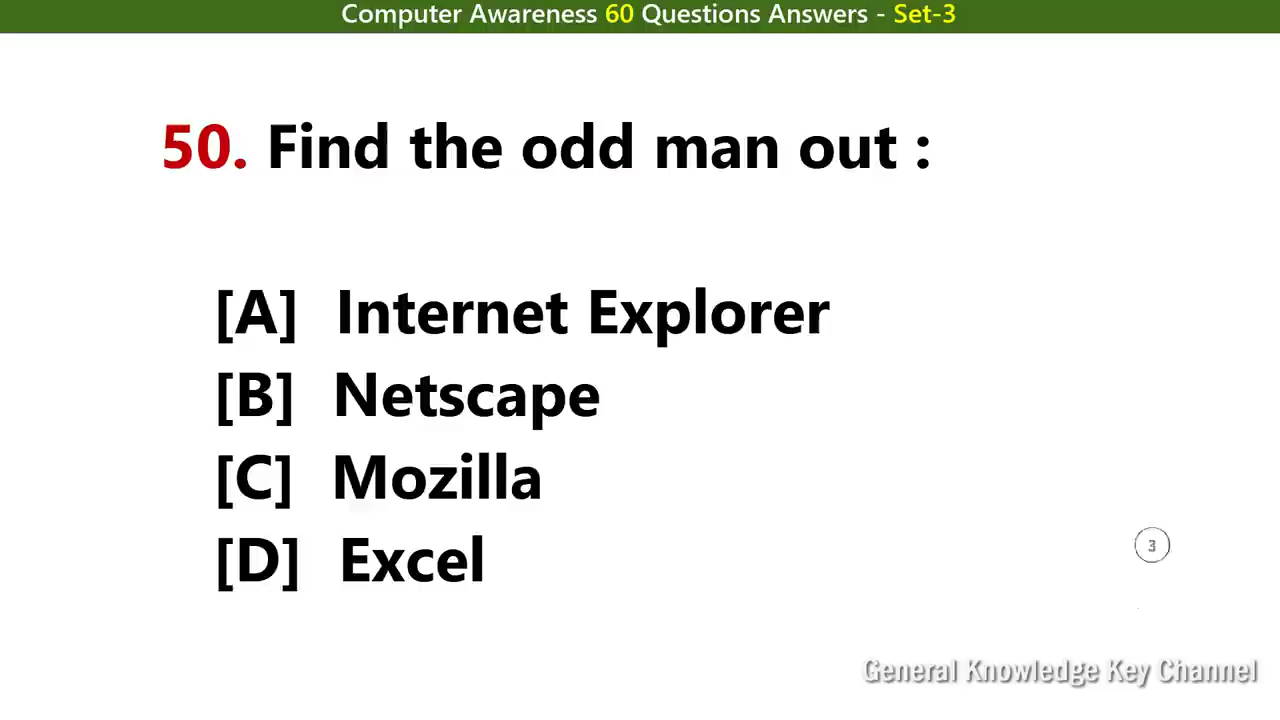 Computer Awareness 60 Questions Answers - Set-3
50. Find the odd man out :
[A] Internet Explorer
[B] Netscape
[C] Mozilla
[D] Excel
3
General Knowledge Key Channel